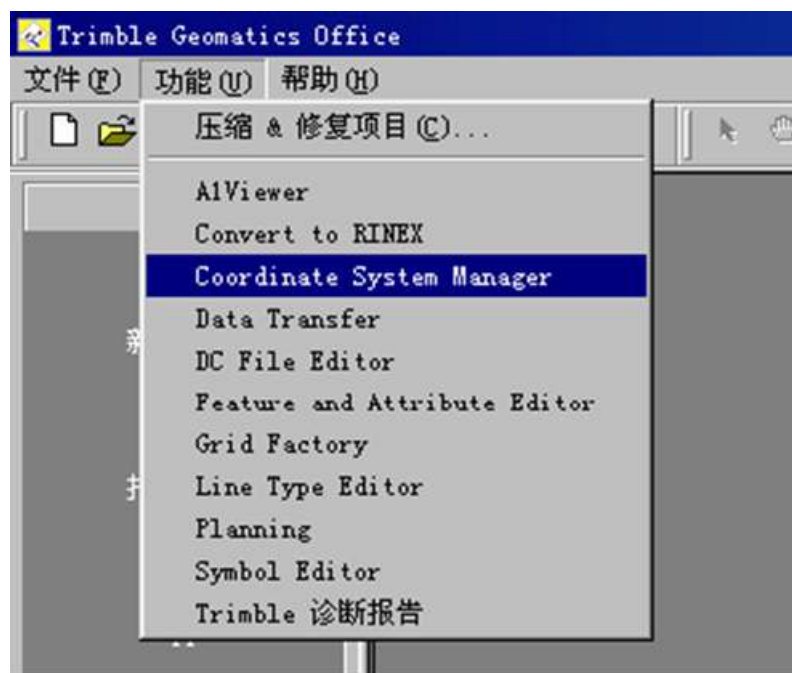 Trimble Geomatics Office
文件(F) 功能(U) 帮助(H)
压缩 & 修复项目(C)...
A1Viewer
Convert to RINEX
Coordinate System Manager
Data Transfer
DC File Editor
Feature and Attribute Editor
Grid Factory
Line Type Editor
Planning
Symbol Editor
Trimble 诊断报告